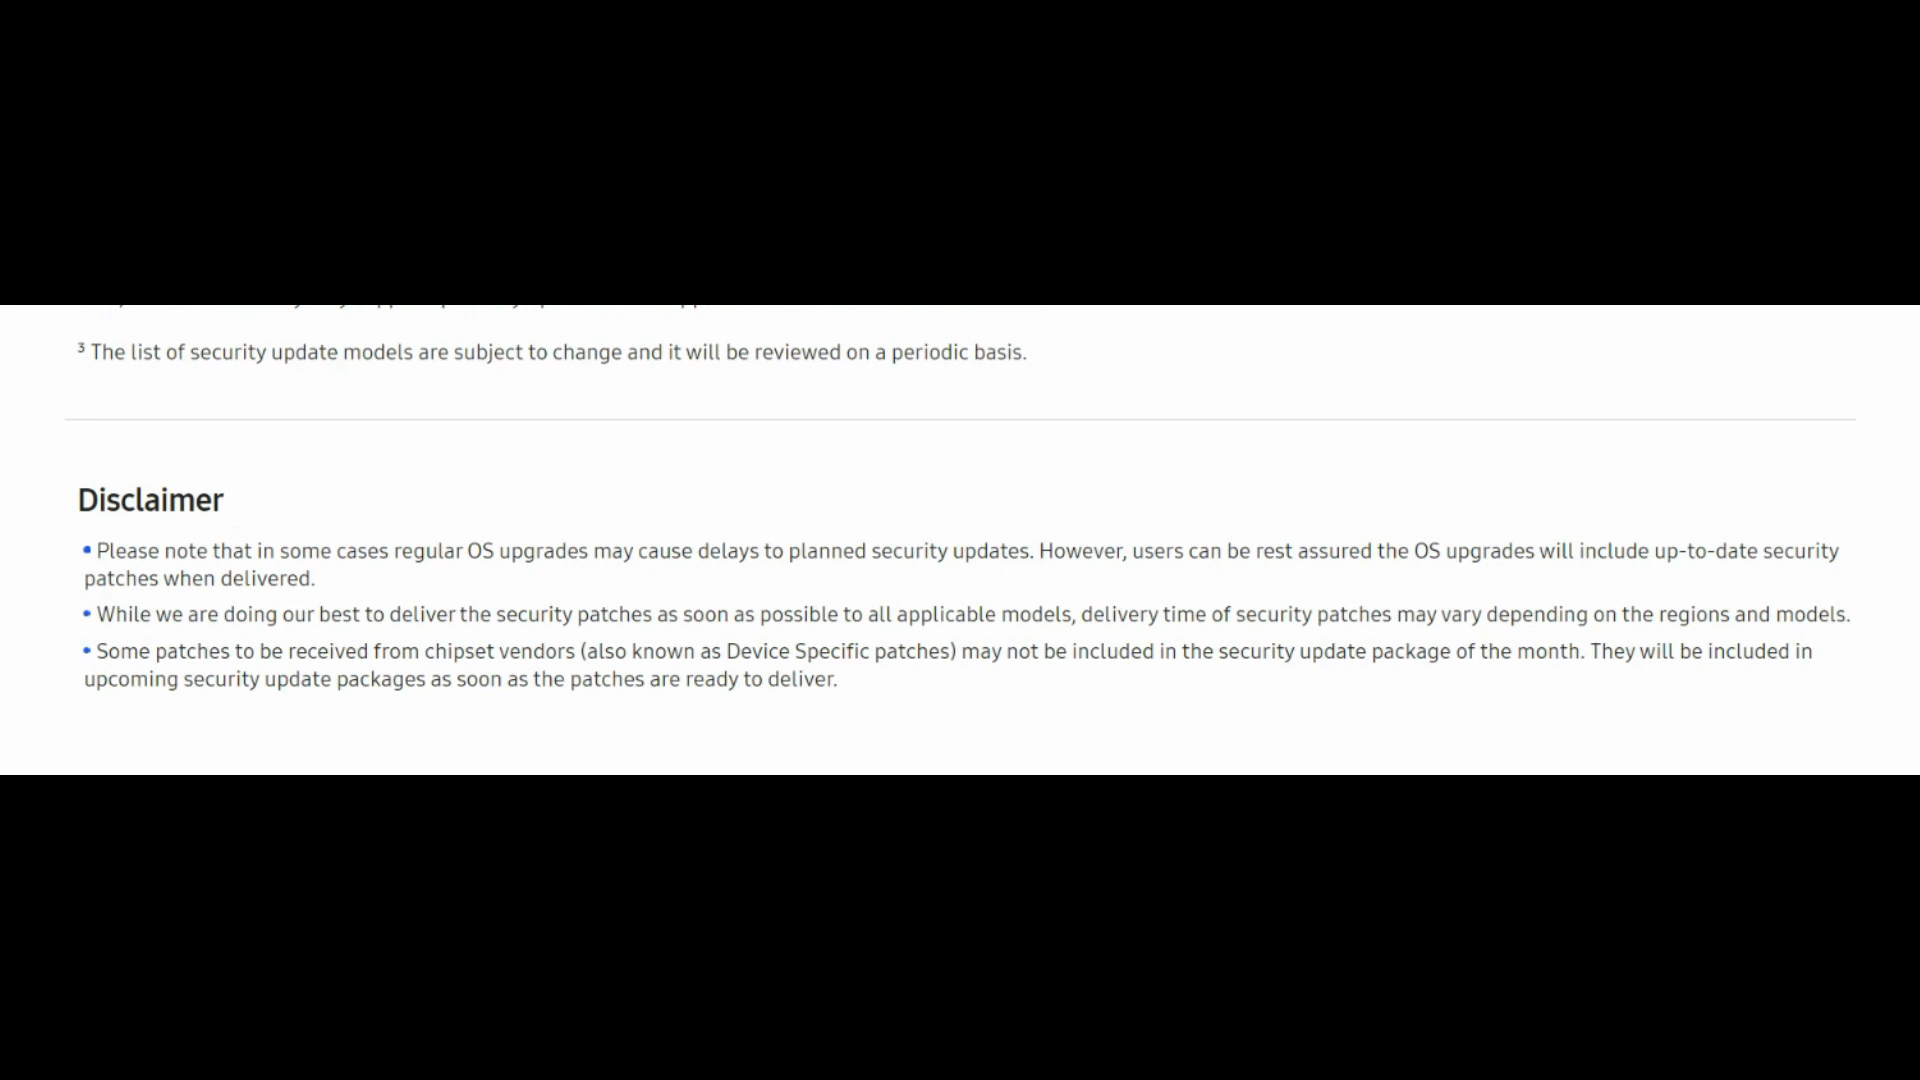 ³ The list of security update models are subject to change and it will be reviewed on a periodic basis.
Disclaimer
• Please note that in some cases regular OS upgrades may cause delays to planned security updates. However, users can be rest assured the OS upgrades will include up-to-date security
patches when delivered.
• While we are doing our best to deliver the security patches as soon as possible to all applicable models, delivery time of security patches may vary depending on the regions and models.
• Some patches to be received from chipset vendors (also known as Device Specific patches) may not be included in the security update package of the month. They will be included in
upcoming security update packages as soon as the patches are ready to deliver.